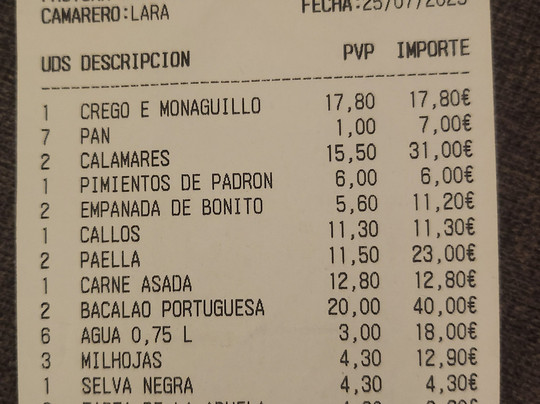 CAMARERO:LARA FECHA:25/07/2023
UDS DESCRIPCION PVP IMPORTE
1 CREGO E MONAGUILLO 17,80 17,80€
7 PAN 1,00 7,00€
2 CALAMARES 15,50 31,00€
1 PIMIENTOS DE PADRON 6,00 6,00€
2 EMPANADA DE BONITO 5,60 11,20€
1 CALLOS 11,30 11,30€
2 PAELLA 11,50 23,00€
1 CARNE ASADA 12,80 12,80€
2 BACALAO PORTUGUESA 20,00 40,00€
6 AGUA 0,75 L 3,00 18,00€
3 MILHOJAS 4,30 12,90€
1 SELVA NEGRA 4,30 4,30€